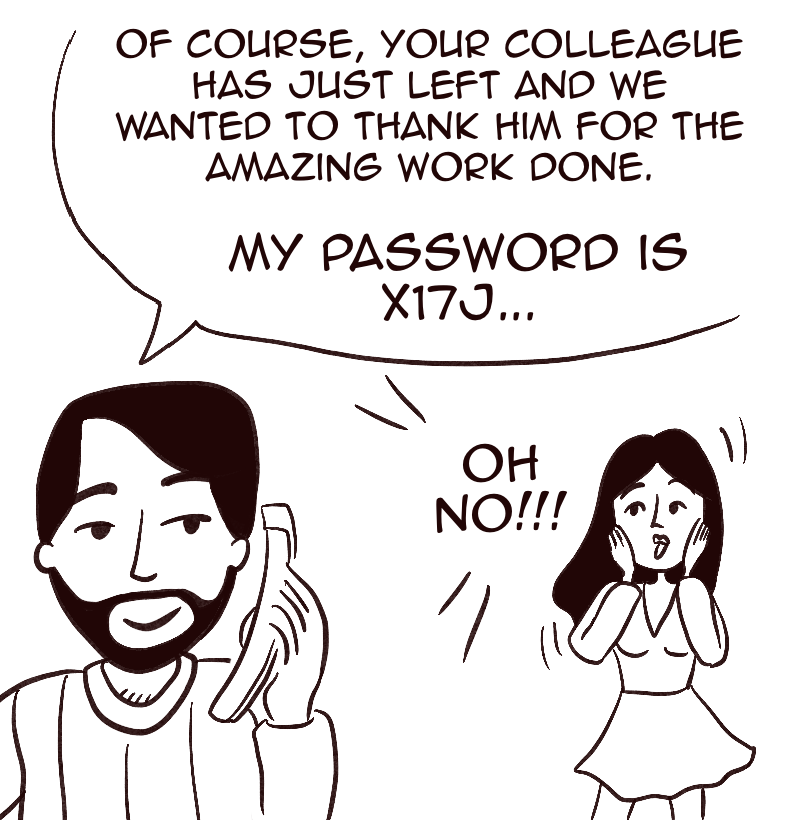 OF COURSE, YOUR COLLEAGUE
HAS JUST LEFT AND WE
WANTED TO THANK HIM FOR THE
AMAZING WORK DONE.
MY PASSWORD IS
X17J...
OH
NO!!!